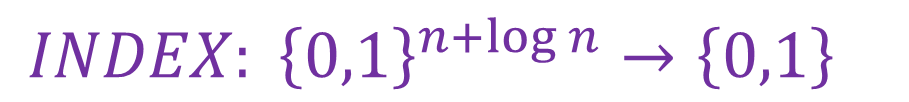 INDEX: {0,1}^{n+log n} → {0,1}